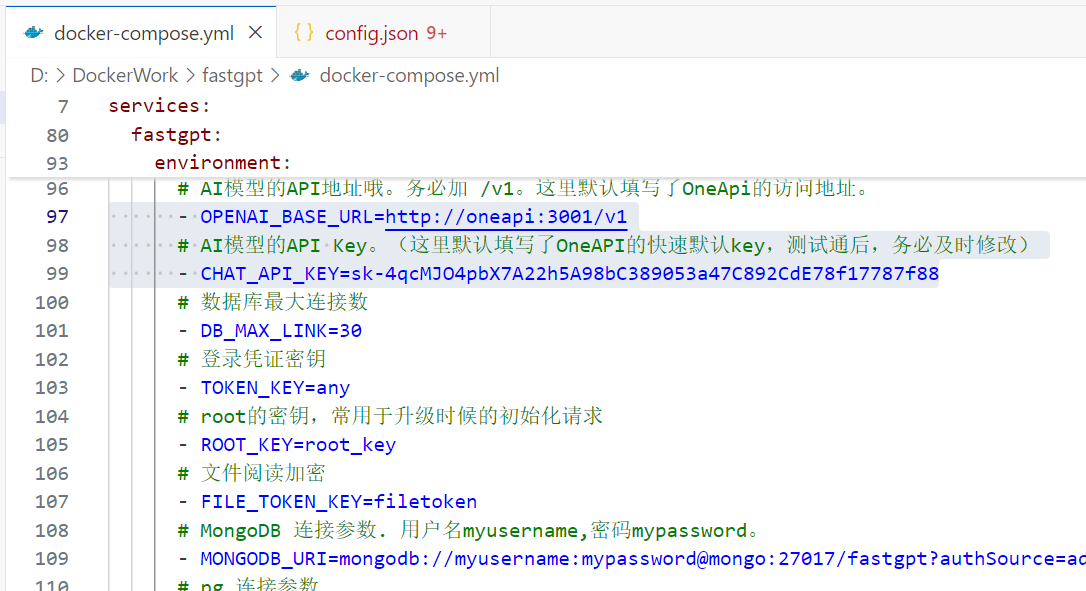 docker-compose.yml
config.json 9+
D: > DockerWork > fastgpt > docker-compose.yml
7 services:
80 fastgpt:
93 environment:
96 # AI模型的API地址哦。务必加 /v1。这里默认填写了OneApi的访问地址。
97 - OPENAI_BASE_URL=http://oneapi:3001/v1
98 # AI模型的API Key。（这里默认填写了OneAPI的快速默认key，测试通后，务必及时修改）
99 - CHAT_API_KEY=sk-4qcMJO4pbX7A22h5A98bC389053a47C892CdE78f17787f88
100 # 数据库最大连接数
101 - DB_MAX_LINK=30
102 # 登录凭证密钥
103 - TOKEN_KEY=any
104 # root的密钥，常用于升级时候的初始化请求
105 - ROOT_KEY=root_key
106 # 文件阅读加密
107 - FILE_TOKEN_KEY=filetoken
108 # MongoDB 连接参数. 用户名myusername,密码mypassword。
109 - MONGODB_URI=mongodb://myusername:mypassword@mongo:27017/fastgpt?authSource=ad
110 # pg 连接参数